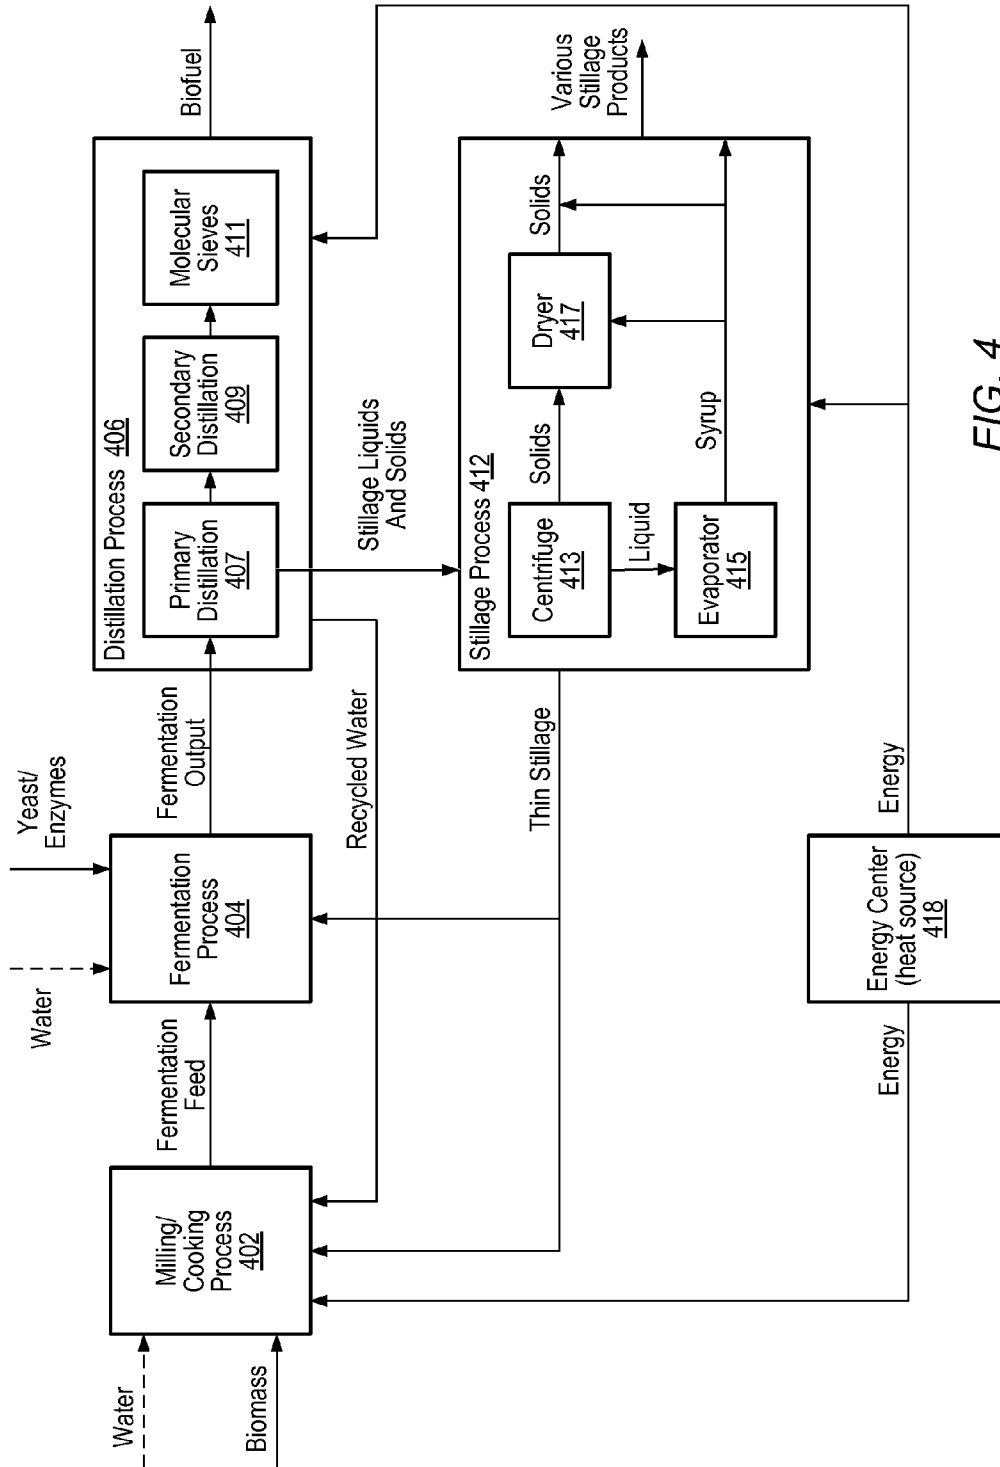 Water
Biomass
Milling/
Cooking
Process
402
Fermentation
Feed
Water
Yeast/
Enzymes
Fermentation
Process
404
Fermentation
Output
Distillation Process 406
Primary
Distillation
407
Secondary
Distillation
409
Molecular
Sieves
411
Biofuel
Recycled Water
Stillage Liquids
And Solids
Thin Stillage
Stillage Process 412
Centrifuge
413
Solids
Dryer
417
Solids
Liquid
Evaporator
415
Syrup
Various
Stillage
Products
Energy
Energy Center
(heat source)
418
Energy
FIG. 4